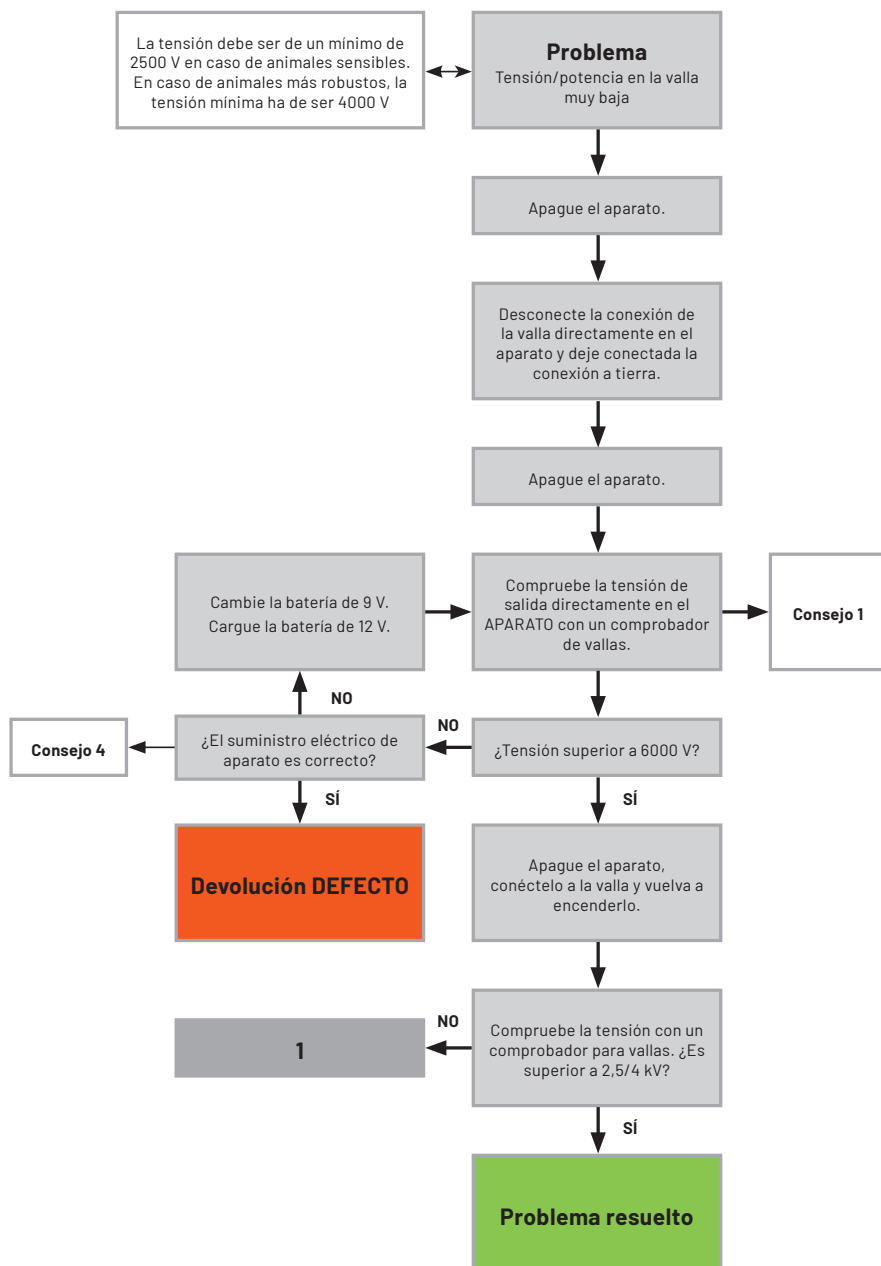 La tensión debe ser de un mínimo de
2500 V en caso de animales sensibles.
En caso de animales más robustos, la
tensión mínima ha de ser 4000 V
Problema
Tensión/potencia en la valla
muy baja
Apague el aparato.
Desconecte la conexión de
la valla directamente en el
aparato y deje conectada la
conexión a tierra.
Apague el aparato.
Cambie la batería de 9 V.
Cargue la batería de 12 V.
Compruebe la tensión de
salida directamente en el
APARATO con un comprobador
de vallas.
Consejo 1
NO
Consejo 4
¿El suministro eléctrico de
aparato es correcto?
NO
¿Tensión superior a 6000 V?
SÍ
SÍ
Devolución DEFECTO
Apague el aparato,
conéctelo a la valla y vuelva a
encenderlo.
1
NO
Compruebe la tensión con un
comprobador para vallas. ¿Es
superior a 2,5/4 kV?
SÍ
Problema resuelto